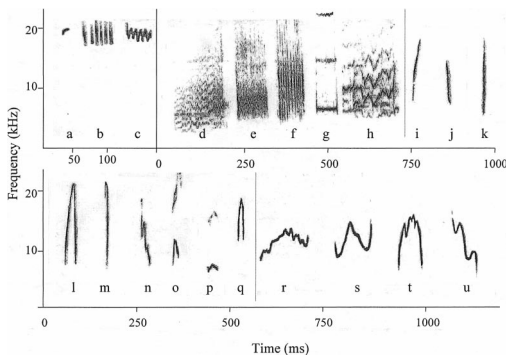 Frequency (kHz)
20
10
a b c d e f g h i j k
50 100 0 250 500 750 1000
20
10
l m n o p q r s t u
0 250 500 750 1000
Time (ms)